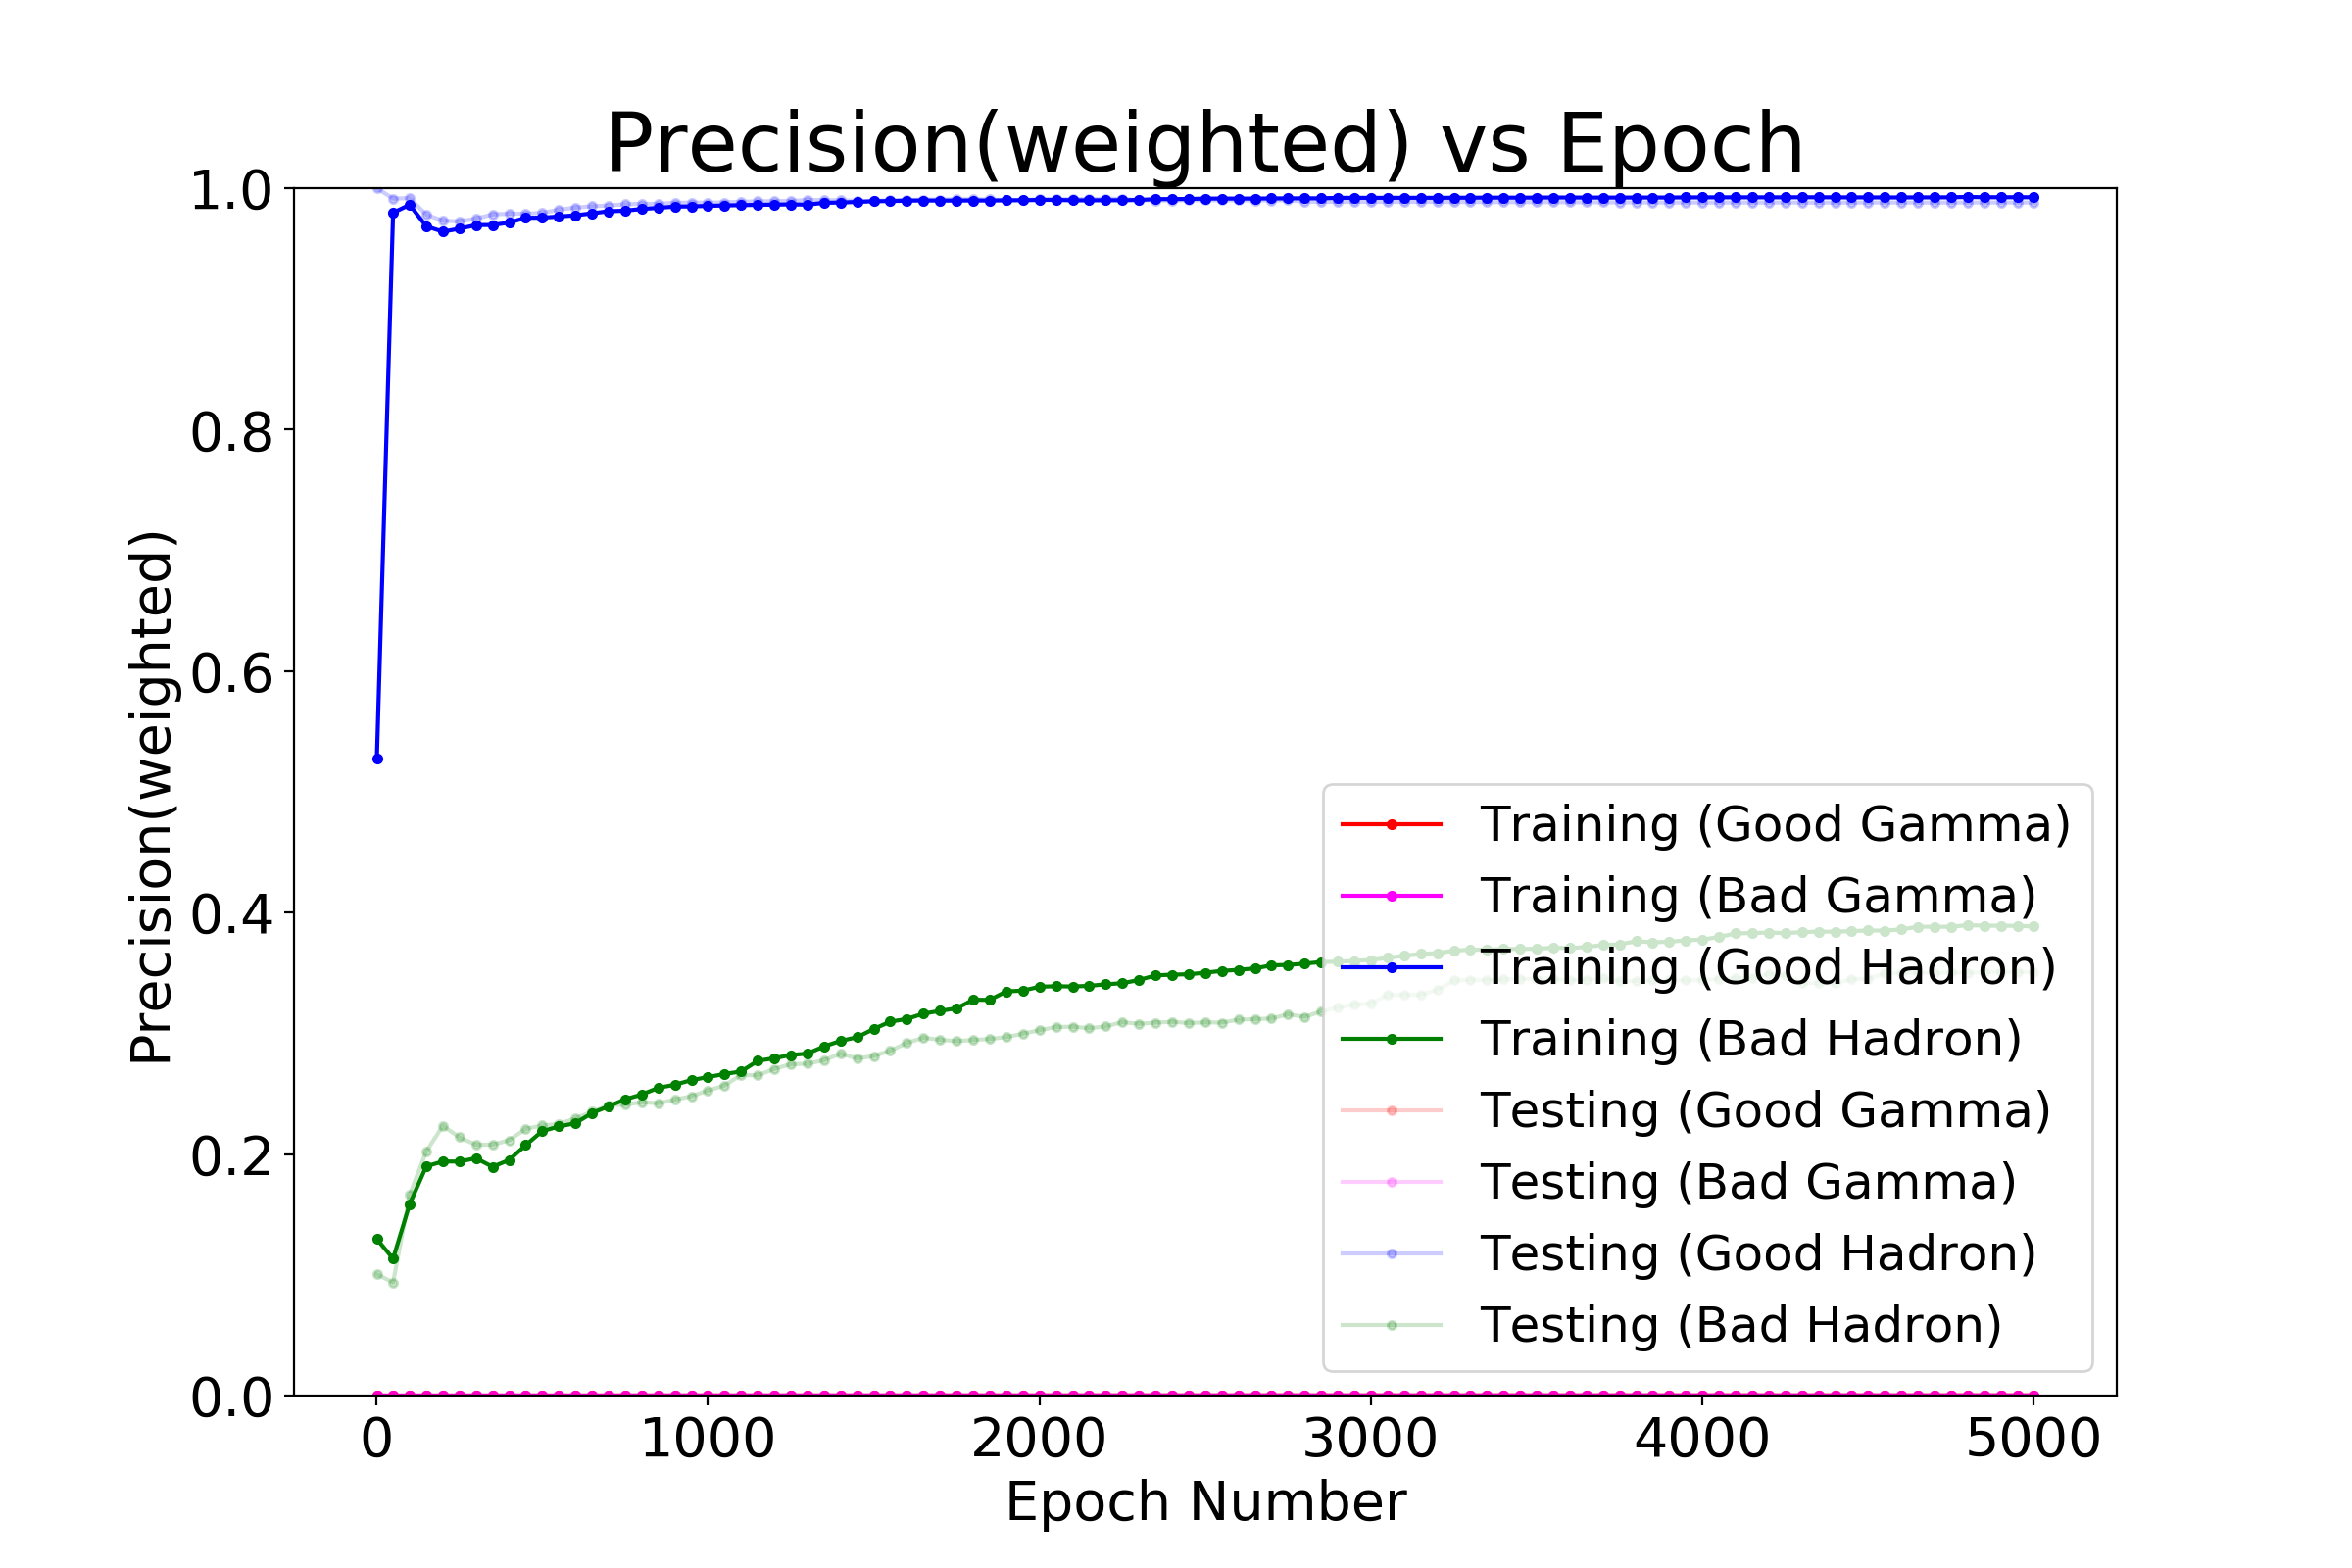 Precision(weighted) vs Epoch
Precision(weighted)
1.0
0.8
0.6
0.4
0.2
0.0
Training (Good Gamma)
Training (Bad Gamma)
Training (Good Hadron)
Training (Bad Hadron)
Testing (Good Gamma)
Testing (Bad Gamma)
Testing (Good Hadron)
Testing (Bad Hadron)
0 1000 2000 3000 4000 5000
Epoch Number